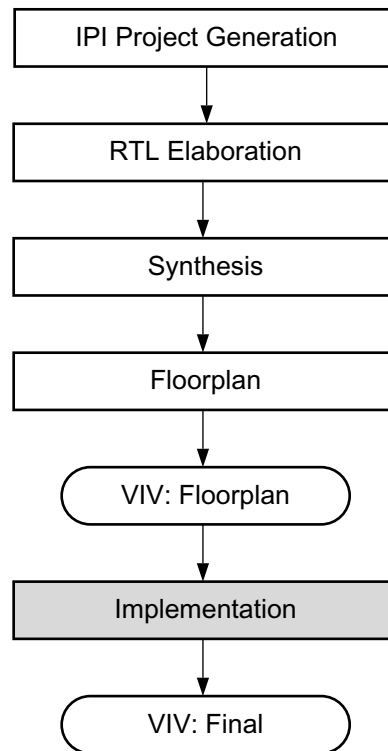 IPI Project Generation
RTL Elaboration
Synthesis
Floorplan
VIV: Floorplan
Implementation
VIV: Final